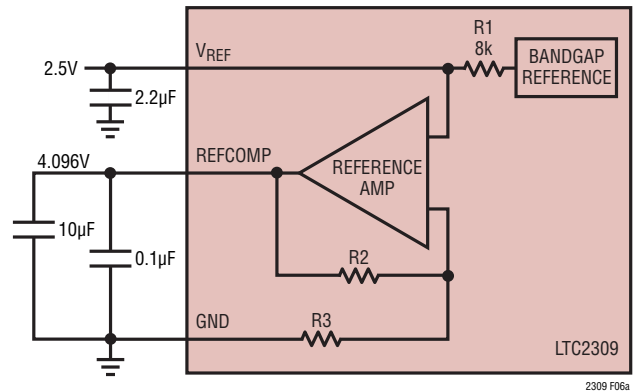 R1
8k
BANDGAP
REFERENCE
VREF
2.5V
2.2µF
4.096V
REFCOMP
REFERENCE
AMP
10µF
0.1µF
R2
GND
R3
LTC2309
2309 F06a